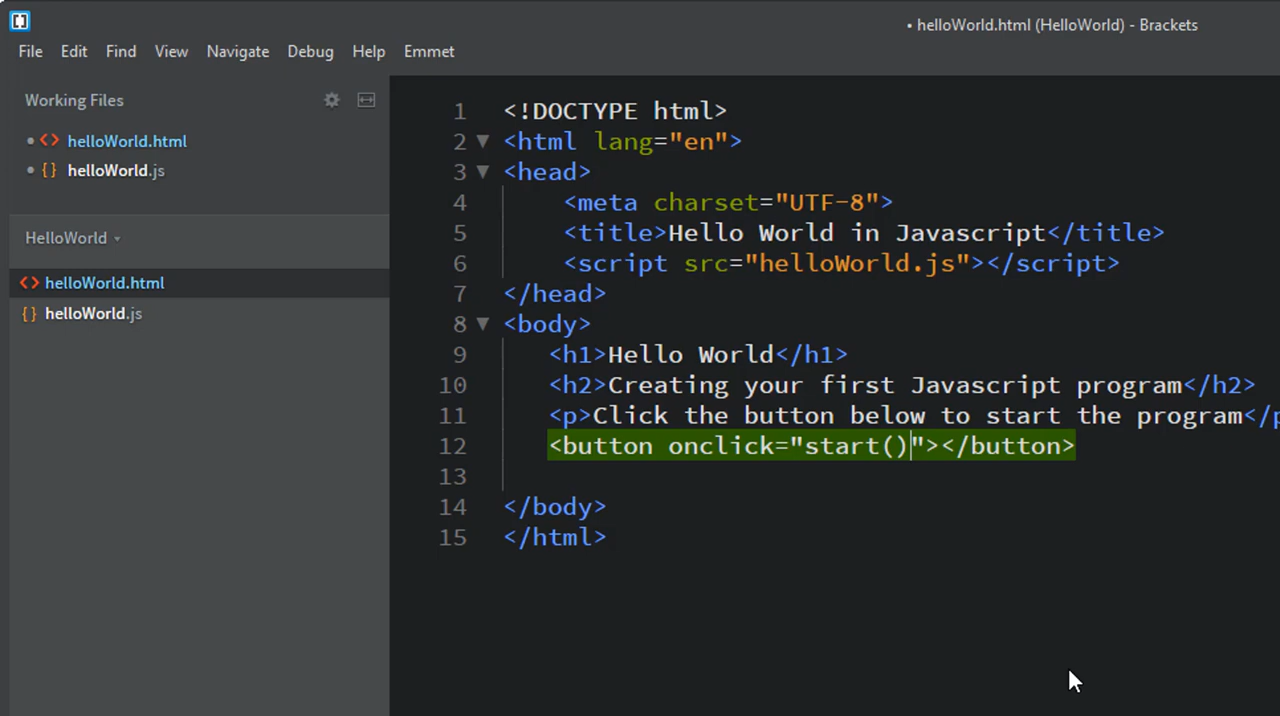 • helloWorld.html (HelloWorld) - Brackets
File Edit Find View Navigate Debug Help Emmet
Working Files
• <> helloWorld.html
• {} helloWorld.js
HelloWorld ▾
<> helloWorld.html
{} helloWorld.js
1 <!DOCTYPE html>
2 ▼ <html lang="en">
3 ▼ <head>
4 <meta charset="UTF-8">
5 <title>Hello World in Javascript</title>
6 <script src="helloWorld.js"></script>
7 </head>
8 ▼ <body>
9 <h1>Hello World</h1>
10 <h2>Creating your first Javascript program</h2>
11 <p>Click the button below to start the program</p
12 <button onclick="start()"></button>
13
14 </body>
15 </html>